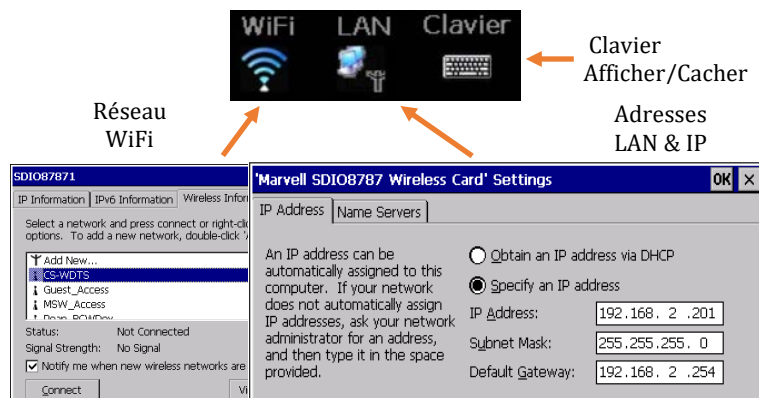 WiFi LAN Clavier
Clavier
Afficher/Cacher
Réseau
WiFi
Adresses
LAN & IP
SDIO87871
IP Information IPv6 Information Wireless Infor
Select a network and press connect or right-clic
options. To add a new network, double-click '
Add New...
CS-WDTS
Guest_Access
MSW_Access
Status: Not Connected
Signal Strength: No Signal
Notify me when new wireless networks are
Connect Vi
'Marvell SDIO8787 Wireless Card' Settings OK ×
IP Address Name Servers
An IP address can be
automatically assigned to this
computer. If your network
does not automatically assign
IP addresses, ask your network
administrator for an address,
and then type it in the space
provided.
Obtain an IP address via DHCP
Specify an IP address
IP Address: 192.168. 2 .201
Subnet Mask: 255.255.255. 0
Default Gateway: 192.168. 2 .254